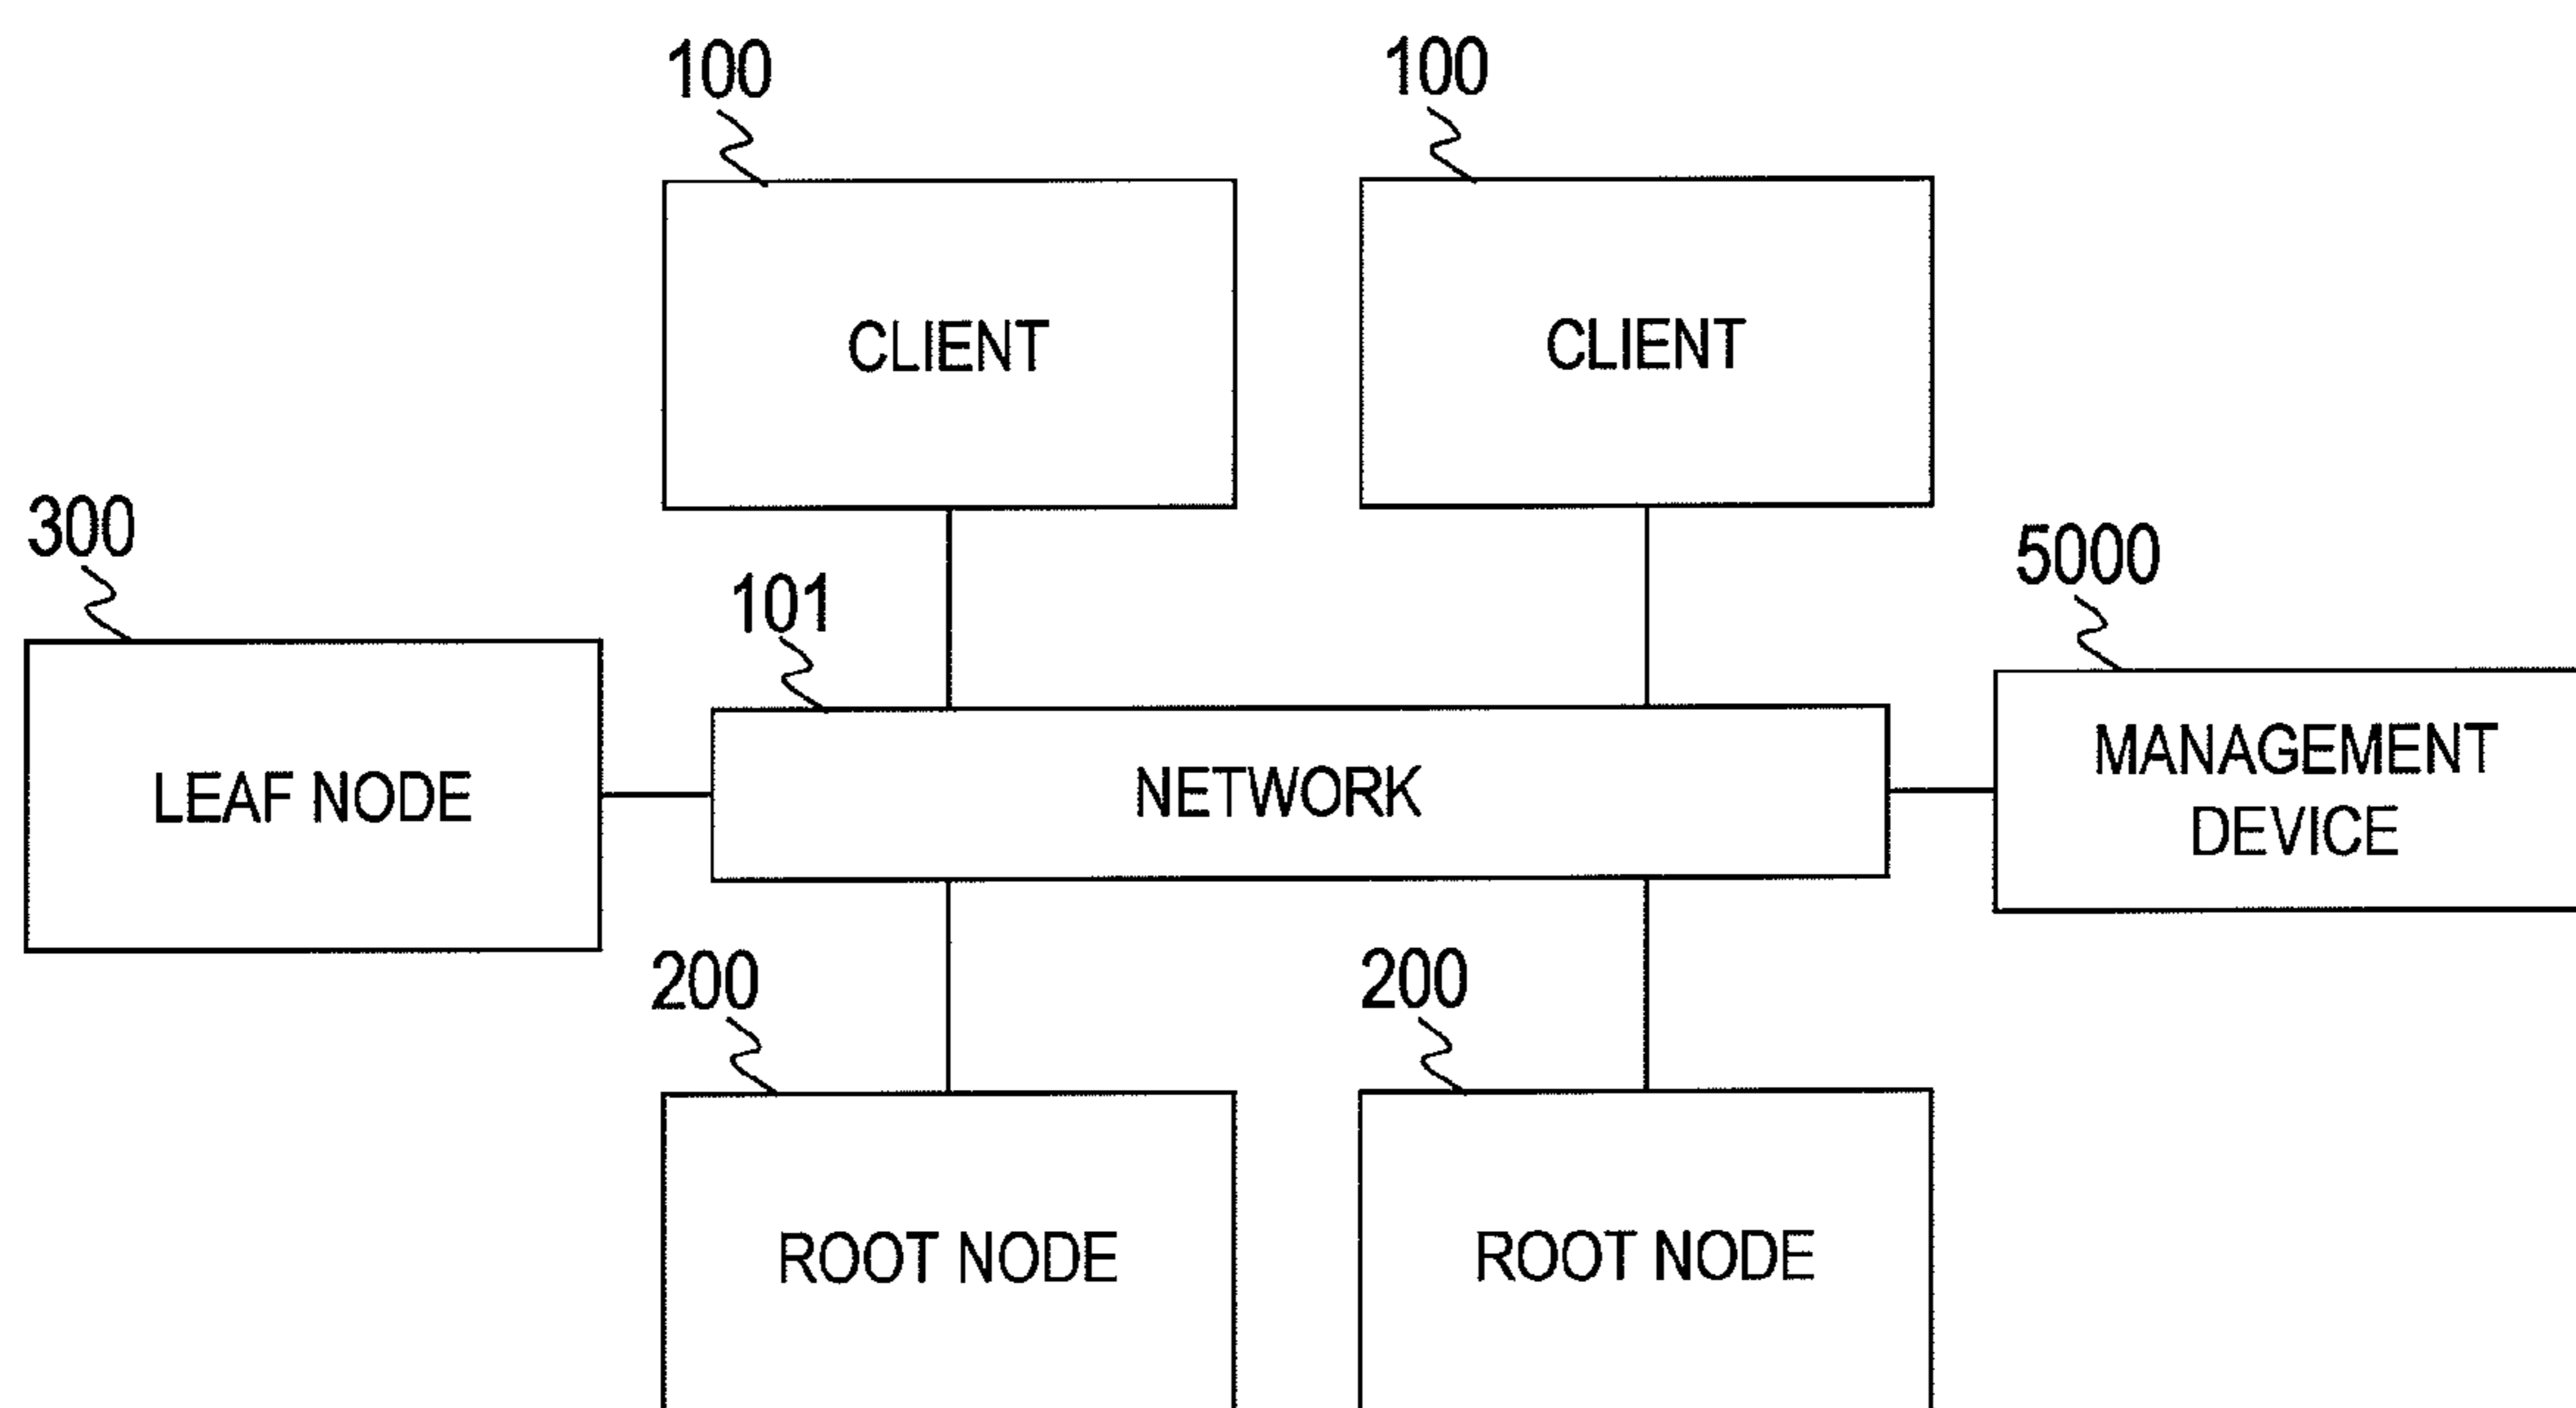 100
100
CLIENT
CLIENT
300
101
5000
LEAF NODE
NETWORK
MANAGEMENT
DEVICE
200
200
ROOT NODE
ROOT NODE